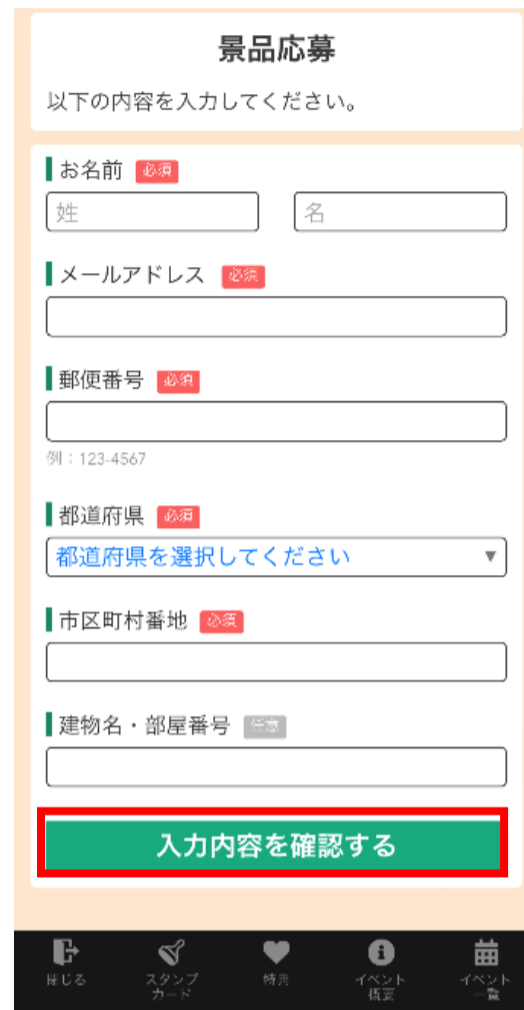 景品応募
以下の内容を入力してください。
お名前 必須
姓 名
メールアドレス 必須
郵便番号 必須
例：123-4567
都道府県 必須
都道府県を選択してください ▼
市区町村番地 必須
建物名・部屋番号 任意
入力内容を確認する
閉じる スタンプ 特典 イベント イベント
カード 概要 一覧